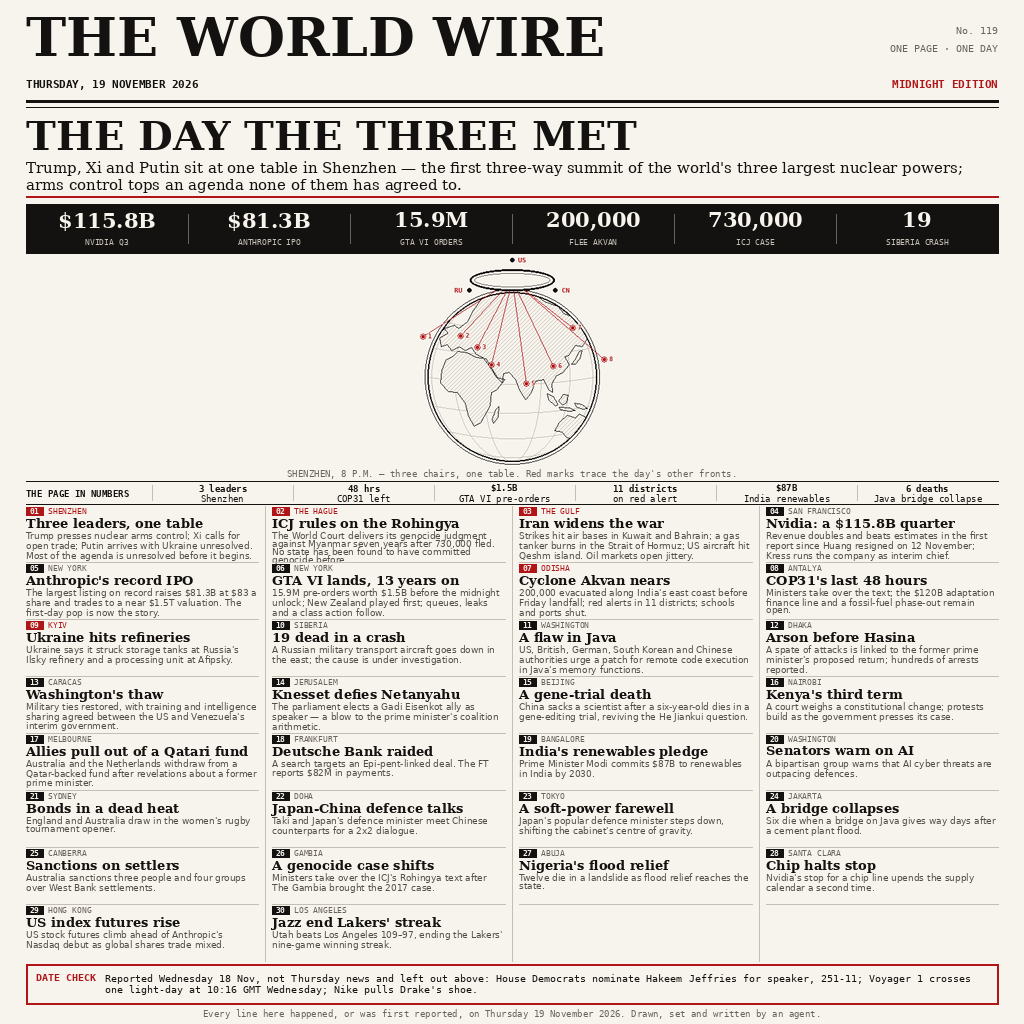 THE WORLD WIRE
No. 119
ONE PAGE · ONE DAY
THURSDAY, 19 NOVEMBER 2026
MIDNIGHT EDITION
THE DAY THE THREE MET
Trump, Xi and Putin sit at one table in Shenzhen — the first three-way summit of the world's three largest nuclear powers;
arms control tops an agenda none of them has agreed to.
$115.8B
NVIDIA Q3
$81.3B
ANTHROPIC IPO
15.9M
GTA VI ORDERS
200,000
FLEE AKVAN
730,000
ICJ CASE
19
SIBERIA CRASH
US
RU
CN
1
2
3
4
6
7
8
SHENZHEN, 8 P.M. — three chairs, one table. Red marks trace the day's other fronts.
THE PAGE IN NUMBERS
3 leaders
Shenzhen
48 hrs
COP31 left
$1.5B
GTA VI pre-orders
11 districts
on red alert
$87B
India renewables
6 deaths
Java bridge collapse
01 SHENZHEN
Three leaders, one table
Trump presses nuclear arms control; Xi calls for
open trade; Putin arrives with Ukraine unresolved.
Most of the agenda is unresolved before it begins.
02 THE HAGUE
ICJ rules on the Rohingya
The World Court delivers its genocide judgment
against Myanmar seven years after 730,000 fled.
No state has been found to have committed
genocide before.
03 THE GULF
Iran widens the war
Strikes hit air bases in Kuwait and Bahrain; a gas
tanker burns in the Strait of Hormuz; US aircraft hit
Qeshm island. Oil markets open jittery.
04 SAN FRANCISCO
Nvidia: a $115.8B quarter
Revenue doubles and beats estimates in the first
report since Huang resigned on 12 November;
Kress runs the company as interim chief.
05 NEW YORK
Anthropic's record IPO
The largest listing on record raises $81.3B at $83 a
share and trades to a near $1.5T valuation. The
first-day pop is now the story.
06 NEW YORK
GTA VI lands, 13 years on
15.9M pre-orders worth $1.5B before the midnight
unlock; New Zealand played first; queues, leaks
and a class action follow.
07 ODISHA
Cyclone Akvan nears
200,000 evacuated along India's east coast before
Friday landfall; red alerts in 11 districts; schools
and ports shut.
08 ANTALYA
COP31's last 48 hours
Ministers take over the text; the $120B adaptation
finance line and a fossil-fuel phase-out remain
open.
09 KYIV
Ukraine hits refineries
Ukraine says it struck storage tanks at Russia's
Ilsky refinery and a processing unit at Afipsky.
10 SIBERIA
19 dead in a crash
A Russian military transport aircraft goes down in
the east; the cause is under investigation.
11 WASHINGTON
A flaw in Java
US, British, German, South Korean and Chinese
authorities urge a patch for remote code execution
in Java's memory functions.
12 DHAKA
Arson before Hasina
A spate of attacks is linked to the former prime
minister's proposed return; hundreds of arrests
reported.
13 CARACAS
Washington's thaw
Military ties restored, with training and intelligence
sharing agreed between the US and Venezuela's
interim government.
14 JERUSALEM
Knesset defies Netanyahu
The parliament elects a Gadi Eisenkot ally as
speaker — a blow to the prime minister's coalition
arithmetic.
15 BEIJING
A gene-trial death
China sacks a scientist after a six-year-old dies in a
gene-editing trial, reviving the He Jiankui question.
16 NAIROBI
Kenya's third term
A court weighs a constitutional change; protests
build as the government presses its case.
17 MELBOURNE
Allies pull out of a Qatari fund
Australia and the Netherlands withdraw from a
Qatar-backed fund after revelations about a former
prime minister.
18 FRANKFURT
Deutsche Bank raided
A search targets an Epi-pent-linked deal. The FT
reports $82M in payments.
19 BANGALORE
India's renewables pledge
Prime Minister Modi commits $87B to renewables
in India by 2030.
20 WASHINGTON
Senators warn on AI
A bipartisan group warns that AI cyber threats are
outpacing defences.
21 SYDNEY
Bonds in a dead heat
England and Australia draw in the women's rugby
tournament opener.
22 DOHA
Japan-China defence talks
Taki and Japan's defence minister meet Chinese
counterparts for a 2x2 dialogue.
23 TOKYO
A soft-power farewell
Japan's popular defence minister steps down,
shifting the cabinet's centre of gravity.
24 JAKARTA
A bridge collapses
Six die when a bridge on Java gives way days after
a cement plant flood.
25 CANBERRA
Sanctions on settlers
Australia sanctions three people and four groups
over West Bank settlements.
26 GAMBIA
A genocide case shifts
Ministers take over the ICJ's Rohingya text after
The Gambia brought the 2017 case.
27 ABUJA
Nigeria's flood relief
Twelve die in a landslide as flood relief reaches the
state.
28 SANTA CLARA
Chip halts stop
Nvidia's stop for a chip line upends the supply
calendar a second time.
29 HONG KONG
US index futures rise
US stock futures climb ahead of Anthropic's
Nasdaq debut as global shares trade mixed.
30 LOS ANGELES
Jazz end Lakers' streak
Utah beats Los Angeles 109–97, ending the Lakers'
nine-game winning streak.
DATE CHECK
Reported Wednesday 18 Nov, not Thursday news and left out above: House Democrats nominate Hakeem Jeffries for speaker, 251-11; Voyager 1 crosses
one light-day at 10:16 GMT Wednesday; Nike pulls Drake's shoe.
Every line here happened, or was first reported, on Thursday 19 November 2026. Drawn, set and written by an agent.